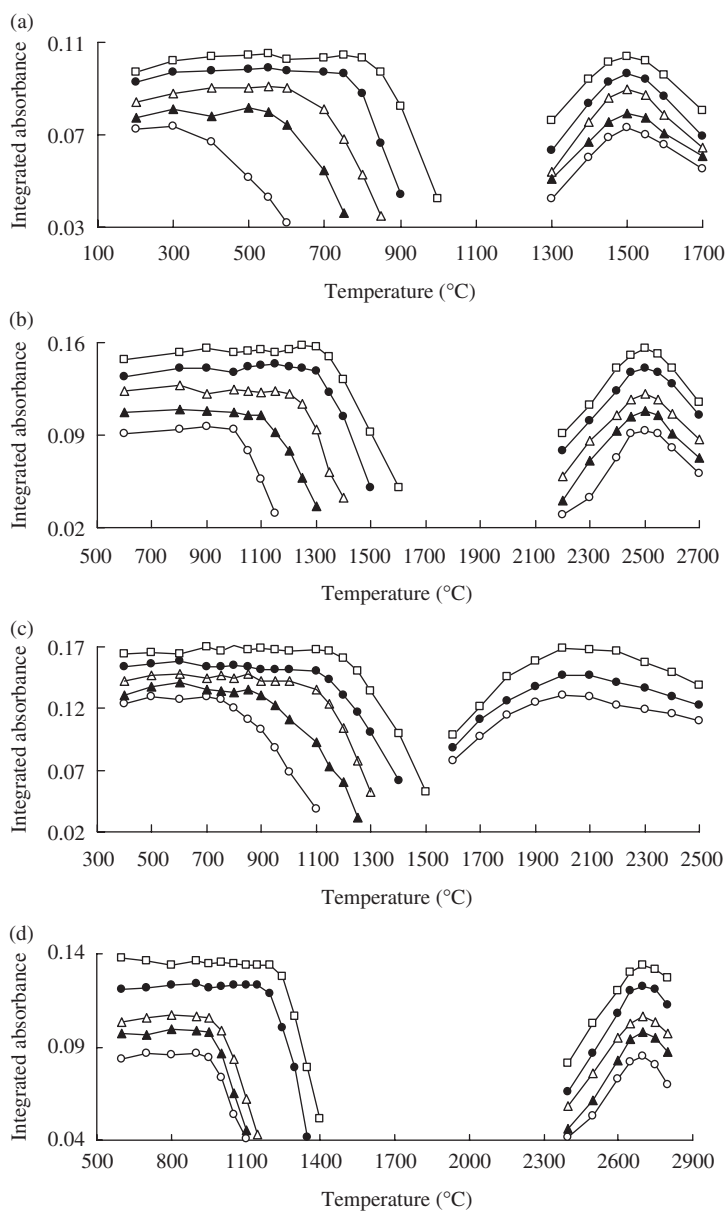 (a)
0.11
0.07
0.03
Integrated absorbance
100 300 500 700 900 1100 1300 1500 1700
Temperature (°C)
(b)
0.16
0.09
0.02
Integrated absorbance
500 700 900 1100 1300 1500 1700 1900 2100 2300 2500 2700
Temperature (°C)
(c)
0.17
0.12
0.07
0.02
Integrated absorbance
300 500 700 900 1100 1300 1500 1700 1900 2100 2300 2500
Temperature (°C)
(d)
0.14
0.09
0.04
Integrated absorbance
500 800 1100 1400 1700 2000 2300 2600 2900
Temperature (°C)